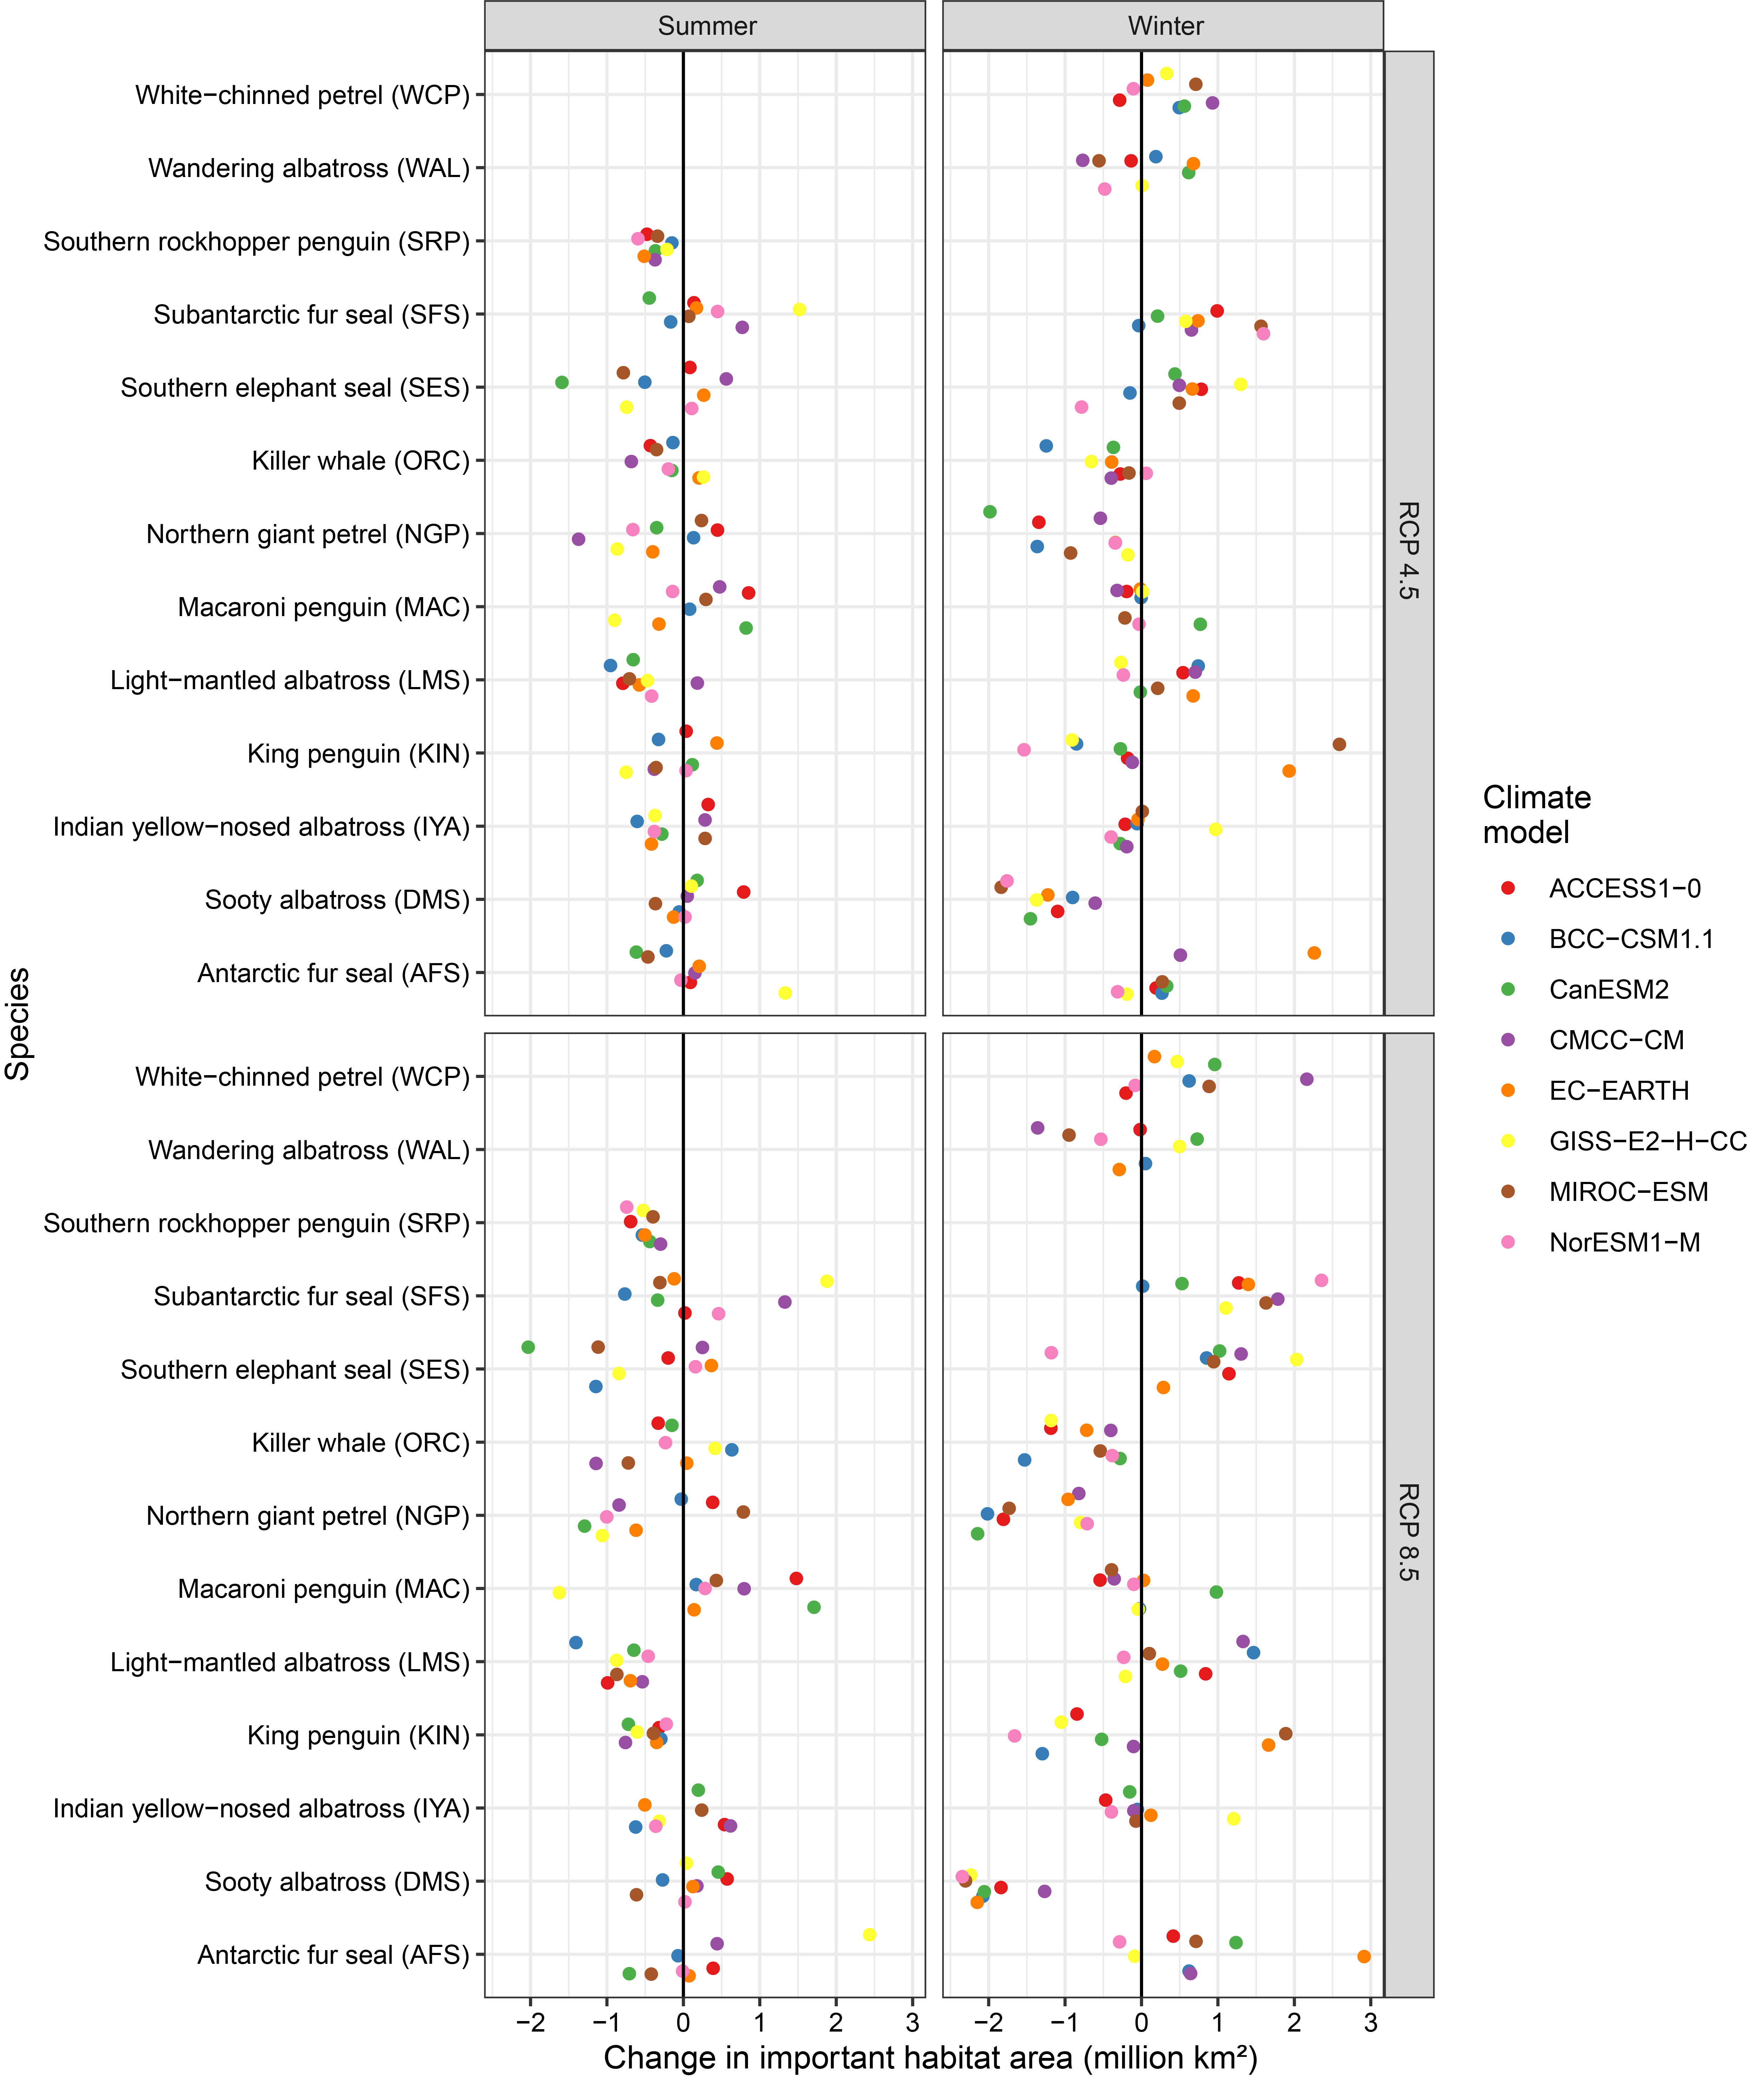 Summer
Winter
White−chinned petrel (WCP)
Wandering albatross (WAL)
Southern rockhopper penguin (SRP)
Subantarctic fur seal (SFS)
Southern elephant seal (SES)
Killer whale (ORC)
Northern giant petrel (NGP)
Macaroni penguin (MAC)
Light−mantled albatross (LMS)
King penguin (KIN)
Indian yellow−nosed albatross (IYA)
Sooty albatross (DMS)
Antarctic fur seal (AFS)
RCP 4.5
White−chinned petrel (WCP)
Wandering albatross (WAL)
Southern rockhopper penguin (SRP)
Subantarctic fur seal (SFS)
Southern elephant seal (SES)
Killer whale (ORC)
Northern giant petrel (NGP)
Macaroni penguin (MAC)
Light−mantled albatross (LMS)
King penguin (KIN)
Indian yellow−nosed albatross (IYA)
Sooty albatross (DMS)
Antarctic fur seal (AFS)
RCP 8.5
Species
−2 −1 0 1 2 3
−2 −1 0 1 2 3
Change in important habitat area (million km²)
Climate
model
ACCESS1−0
BCC−CSM1.1
CanESM2
CMCC−CM
EC−EARTH
GISS−E2−H−CC
MIROC−ESM
NorESM1−M